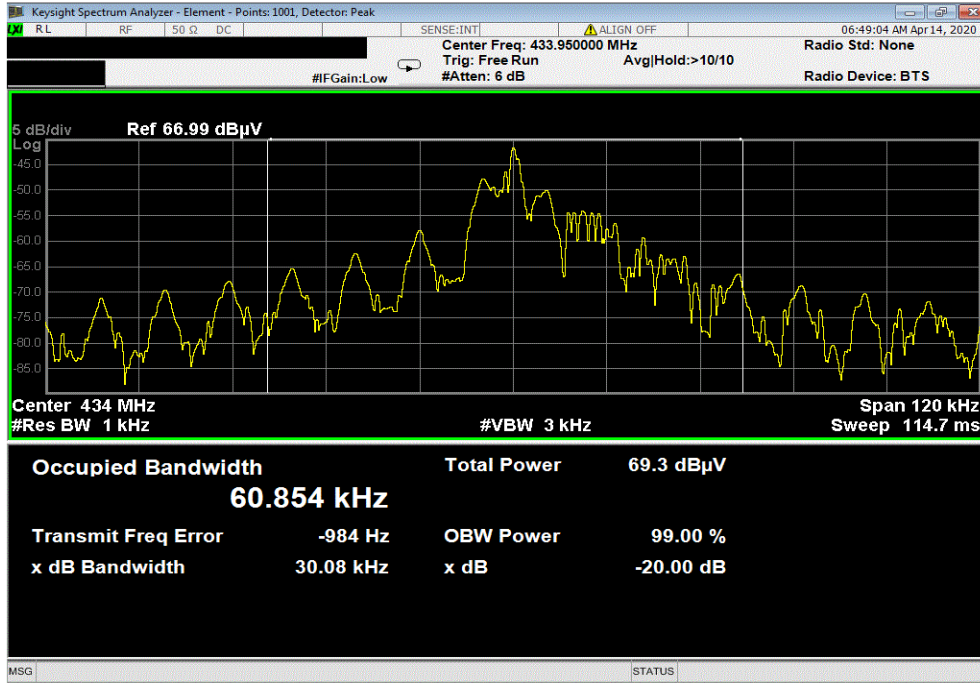 Keysight Spectrum Analyzer - Element - Points: 1001, Detector: Peak
LXI RL RF 50 Ω DC SENSE:INT ALIGN OFF 06:49:04 AM Apr 14, 2020
Center Freq: 433.950000 MHz Radio Std: None
Trig: Free Run Avg|Hold:>10/10
#IFGain:Low #Atten: 6 dB Radio Device: BTS
5 dB/div Ref 66.99 dBµV
Log
-45.0
-50.0
-55.0
-60.0
-65.0
-70.0
-75.0
-80.0
-85.0
Center 434 MHz Span 120 kHz
#Res BW 1 kHz #VBW 3 kHz Sweep 114.7 ms
Occupied Bandwidth Total Power 69.3 dBµV
60.854 kHz
Transmit Freq Error -984 Hz OBW Power 99.00 %
x dB Bandwidth 30.08 kHz x dB -20.00 dB
MSG STATUS